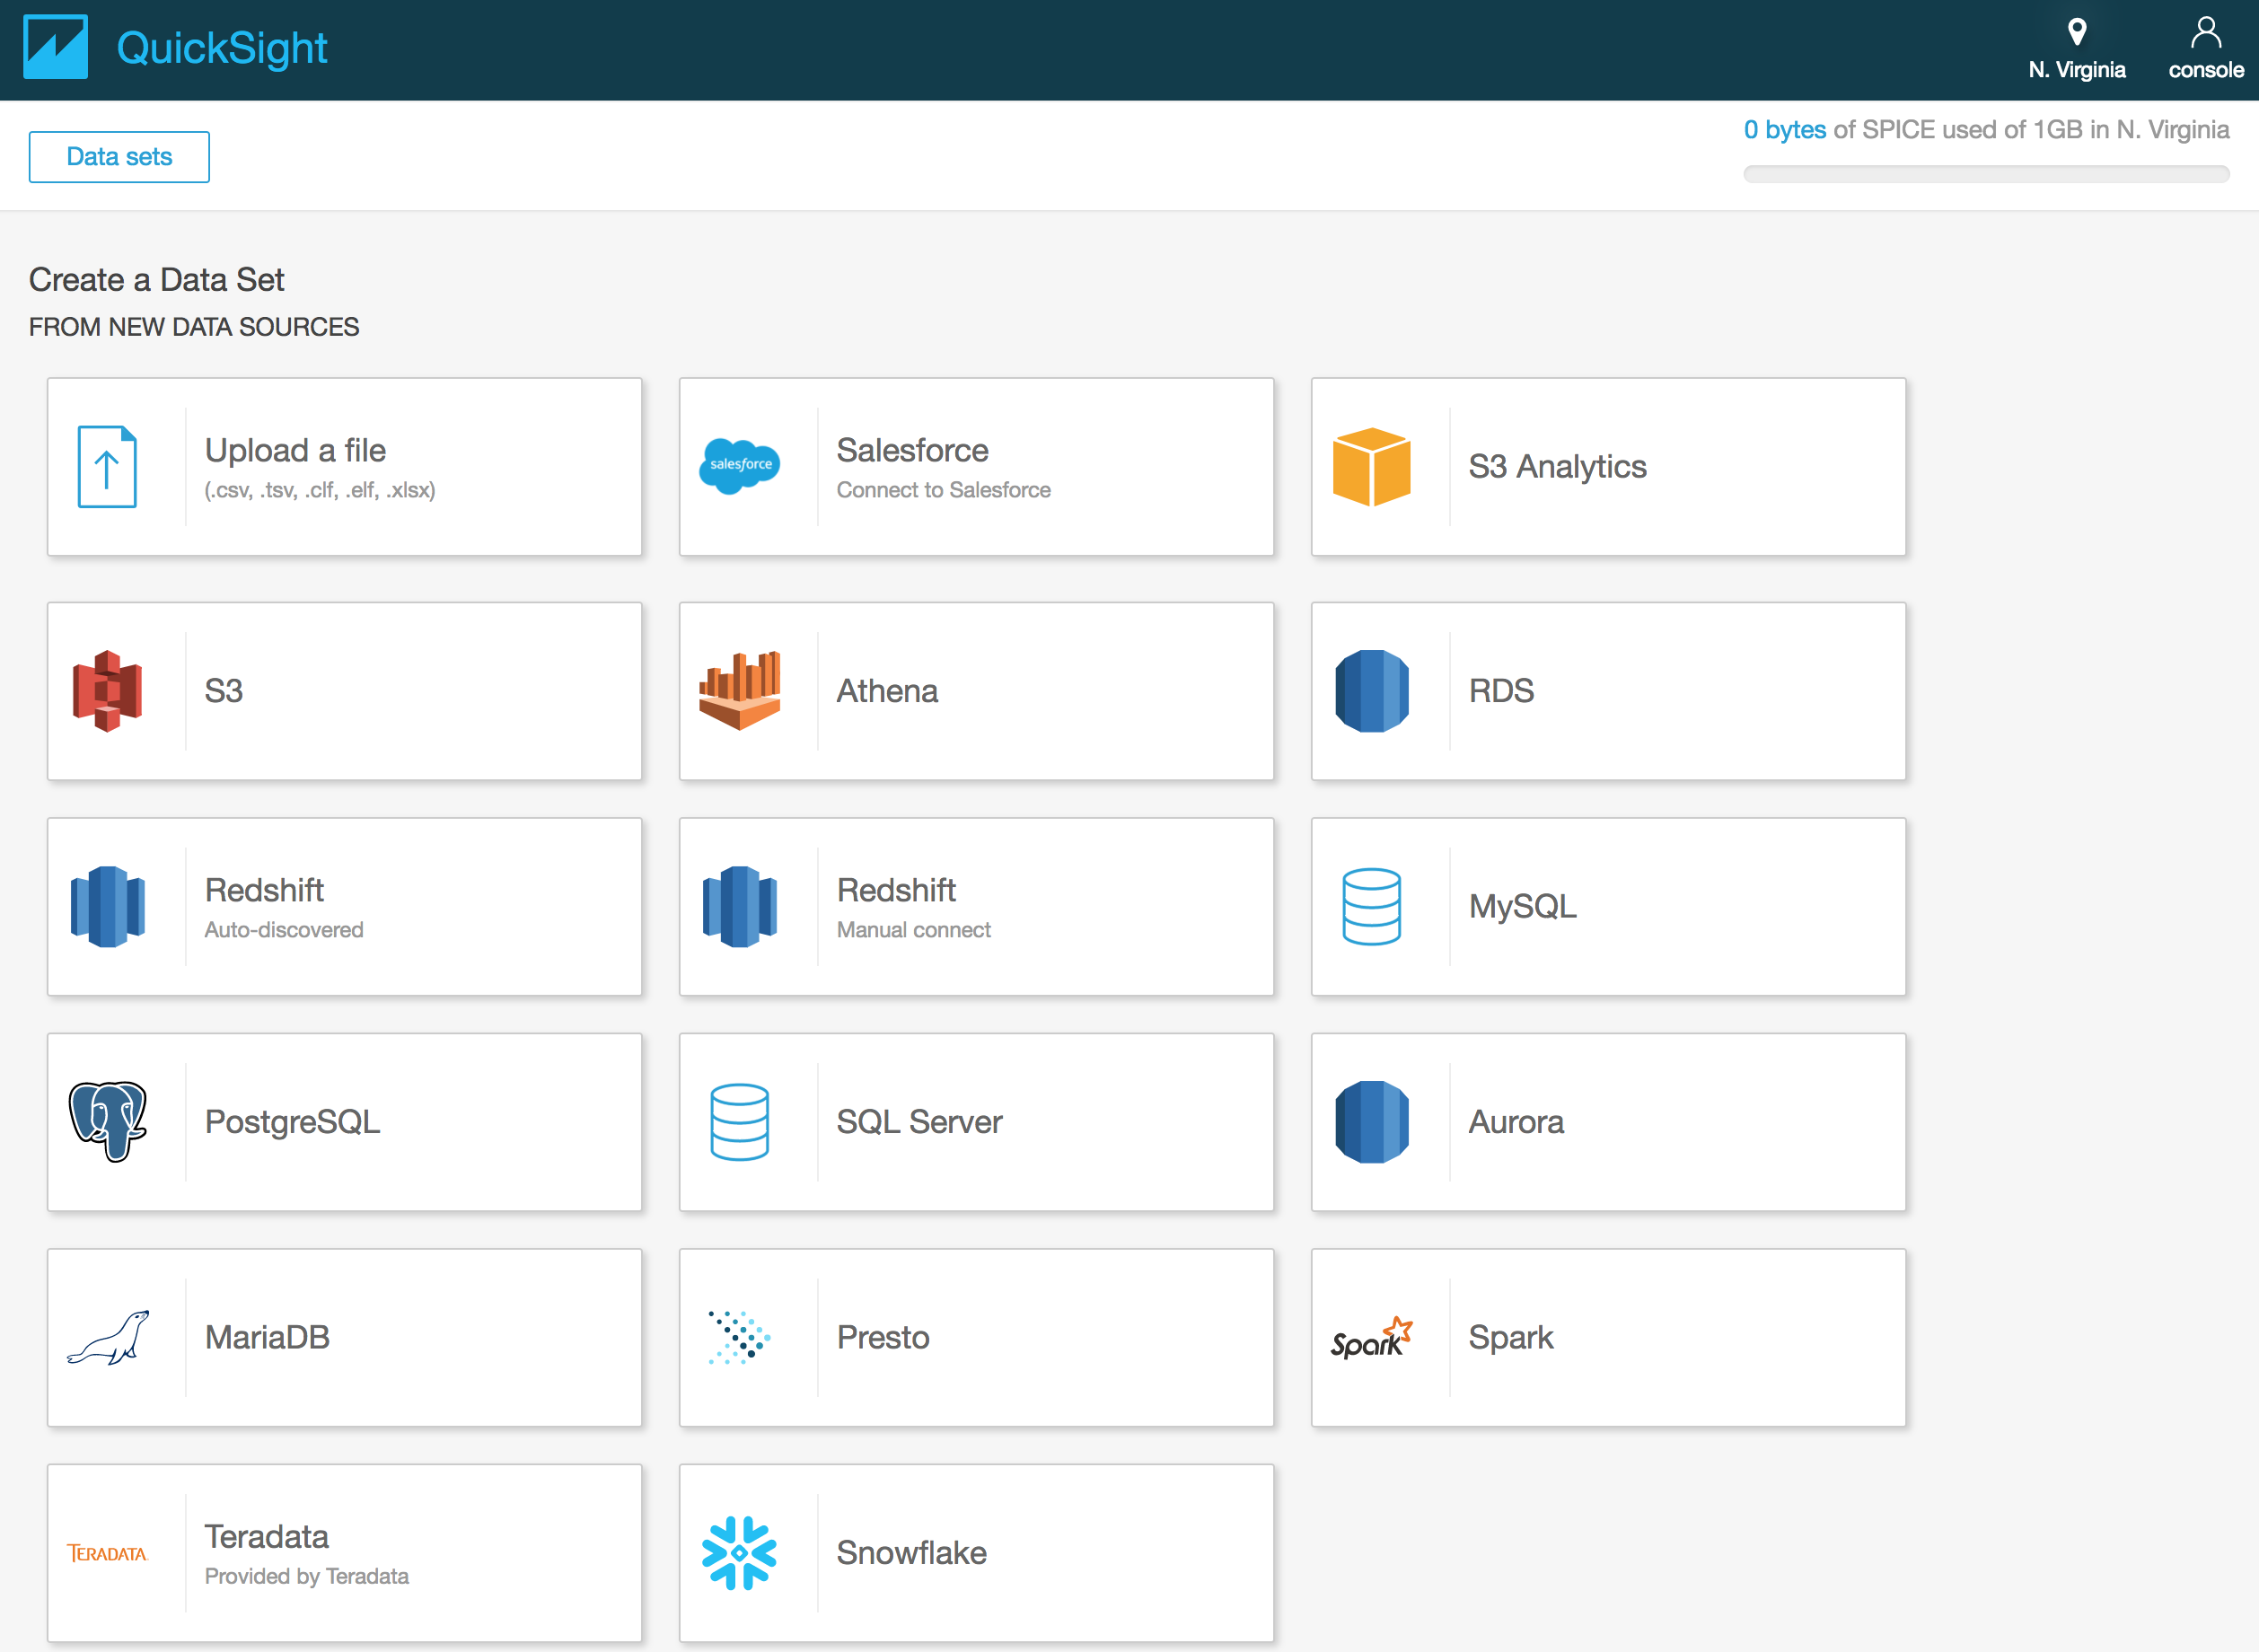 QuickSight
N. Virginia
console
Data sets
0 bytes of SPICE used of 1GB in N. Virginia
Create a Data Set
FROM NEW DATA SOURCES
Upload a file
(.csv, .tsv, .clf, .elf, .xlsx)
salesforce
Salesforce
Connect to Salesforce
S3 Analytics
S3
Athena
RDS
Redshift
Auto-discovered
Redshift
Manual connect
MySQL
PostgreSQL
SQL Server
Aurora
MariaDB
Presto
Spark
Spark
TERADATA
Teradata
Provided by Teradata
Snowflake